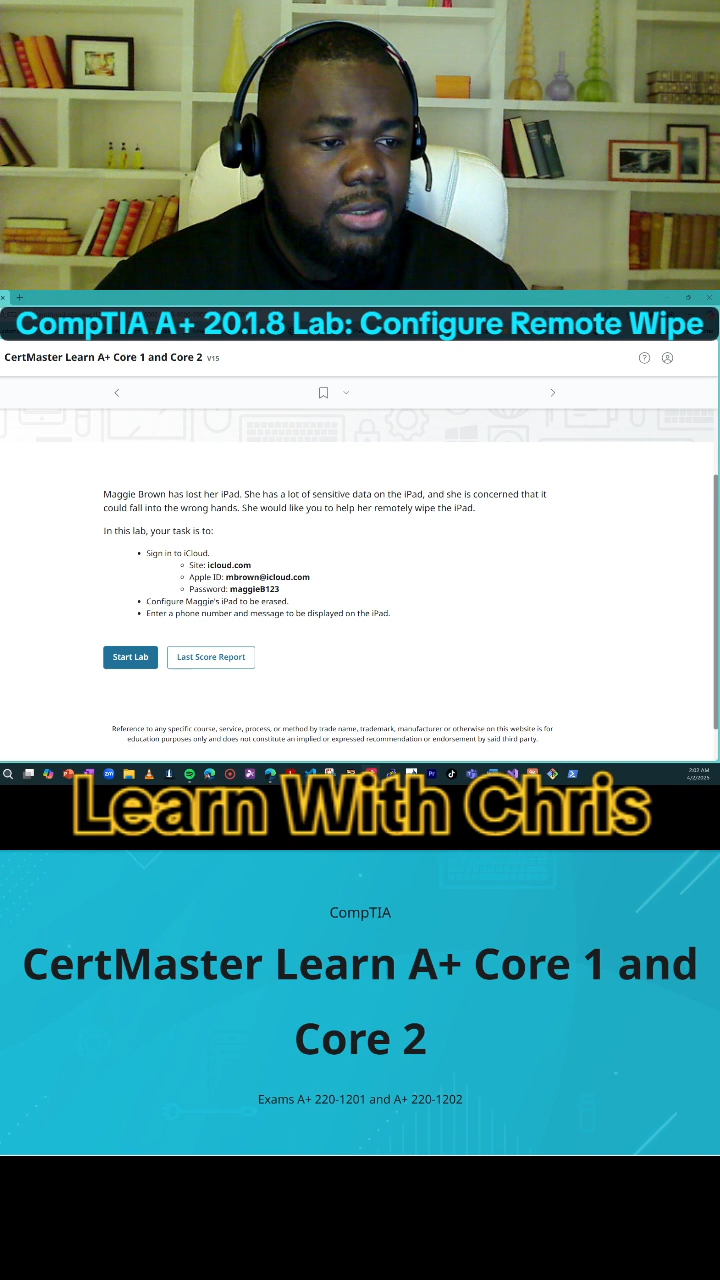 CompTIA A+ 20.1.8 Lab: Configure Remote Wipe
CertMaster Learn A+ Core 1 and Core 2 V15
Maggie Brown has lost her iPad. She has a lot of sensitive data on the iPad, and she is concerned that it
could fall into the wrong hands. She would like you to help her remotely wipe the iPad.
In this lab, your task is to:
• Sign in to iCloud.
Site: icloud.com
Apple ID: mbrown@icloud.com
Password: maggieB123
• Configure Maggie's iPad to be erased.
• Enter a phone number and message to be displayed on the iPad.
Start Lab Last Score Report
Reference to any specific course, service, process, or method by trade name, trademark, manufacturer or otherwise on this website is for
education purposes only and does not constitute an implied or expressed recommendation or endorsement by said third party.
2:02 AM
4/2/2025
Learn With Chris
CompTIA
CertMaster Learn A+ Core 1 and
Core 2
Exams A+ 220-1201 and A+ 220-1202